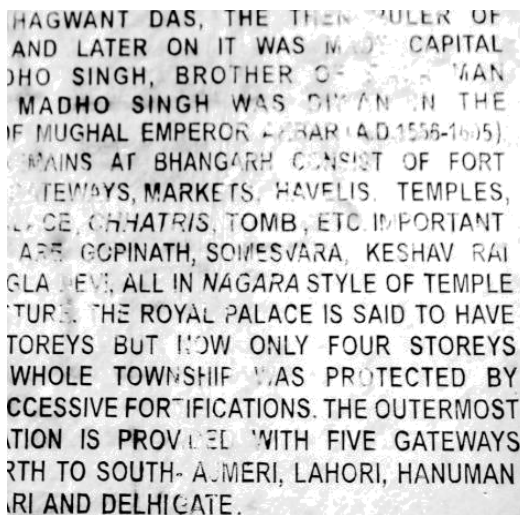 HAGWANT DAS, THE THEN RULER OF
AND LATER ON IT WAS MADE CAPITAL
DHO SINGH, BROTHER OF MAN
MADHO SINGH WAS DIWAN IN THE
OF MUGHAL EMPEROR AKBAR (A.D.1556-1605)
MAINS AT BHANGARH CONSIST OF FORT
TEWAYS, MARKETS, HAVELIS, TEMPLES,
CE, CHHATRIS, TOMB, ETC. IMPORTANT
ARE GOPINATH, SOMESVARA, KESHAV RAI
GLA DEVI, ALL IN NAGARA STYLE OF TEMPLE
TURE. THE ROYAL PALACE IS SAID TO HAVE
TOREYS BUT NOW ONLY FOUR STOREYS
WHOLE TOWNSHIP WAS PROTECTED BY
CCESSIVE FORTIFICATIONS. THE OUTERMOST
ATION IS PROVIDED WITH FIVE GATEWAYS
RTH TO SOUTH- AJMERI, LAHORI, HANUMAN
ARI AND DELHI GATE.